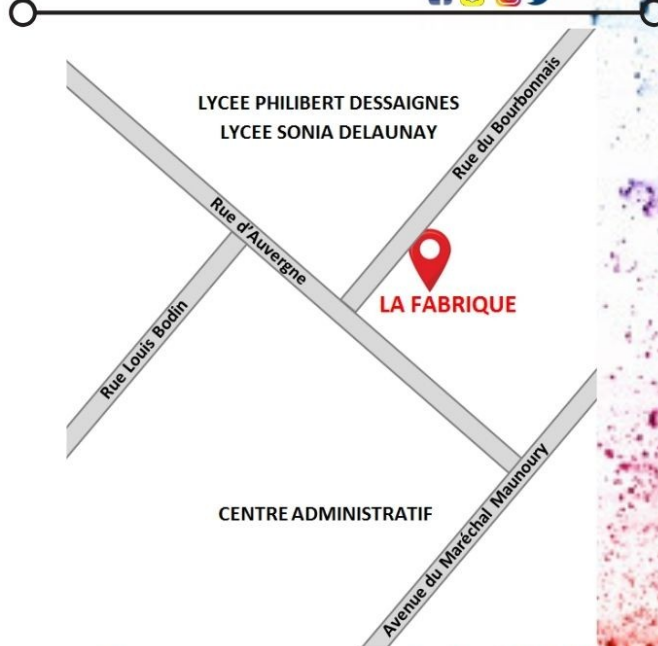 LYCEE PHILIBERT DESSAIGNES
LYCEE SONIA DELAUNAY
Rue du Bourbonnais
Rue d'Auvergne
LA FABRIQUE
Rue Louis Bodin
CENTRE ADMINISTRATIF
Avenue du Maréchal Maunoury